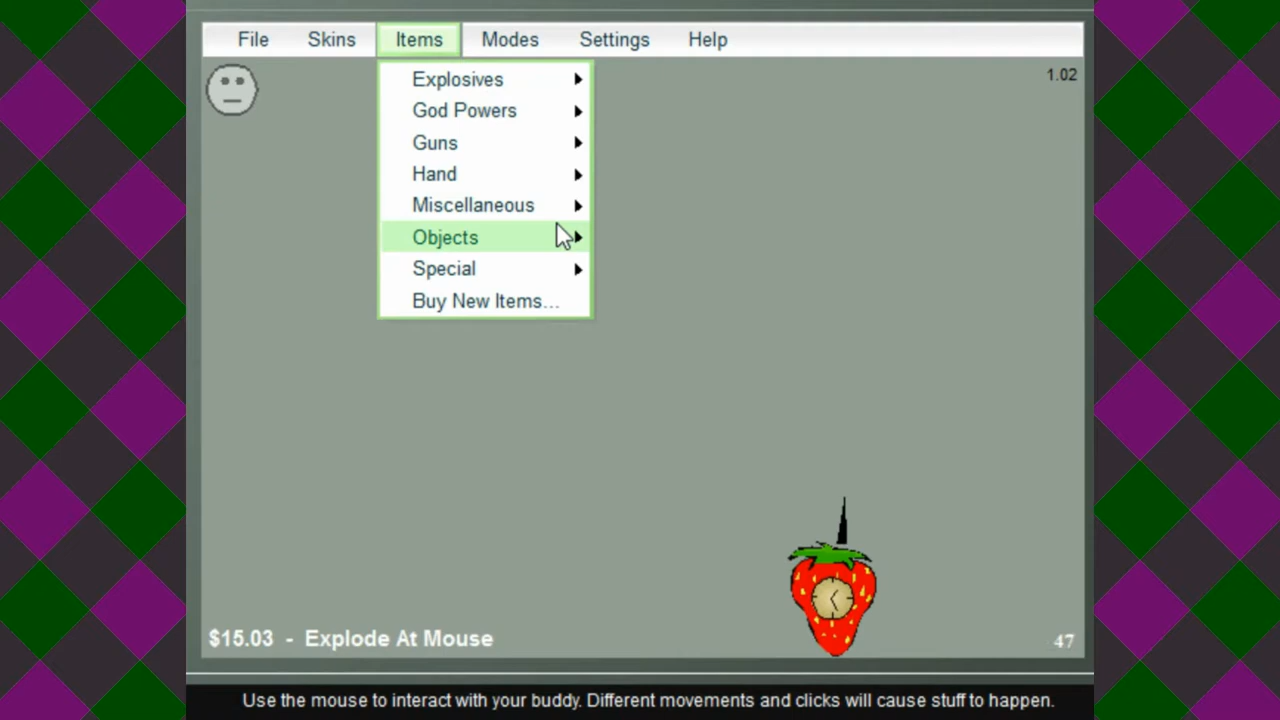 File Skins Items Modes Settings Help
1.02
Explosives
God Powers
Guns
Hand
Miscellaneous
Objects
Special
Buy New Items...
$15.03 - Explode At Mouse
47
Use the mouse to interact with your buddy. Different movements and clicks will cause stuff to happen.